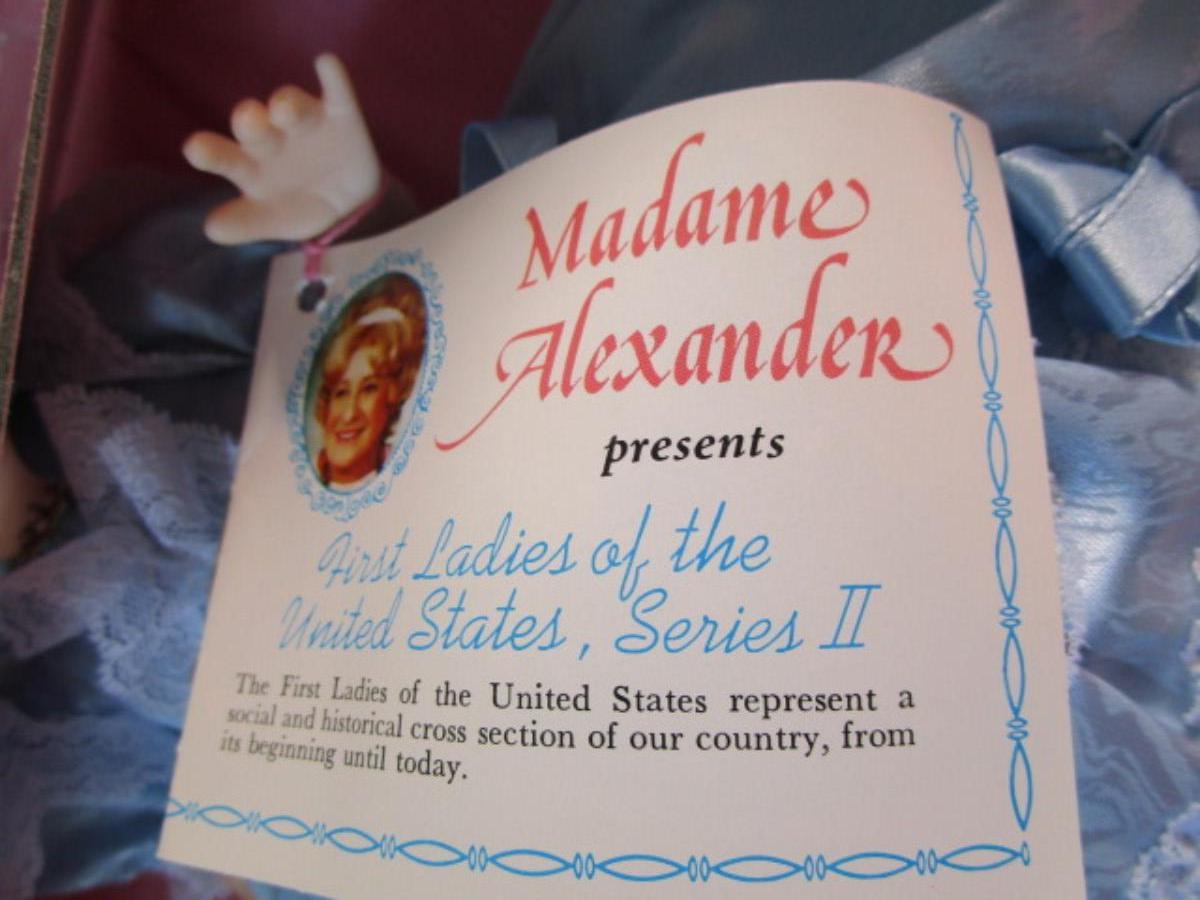 Madame
Alexander
presents
First Ladies of the
United States, Series II
The First Ladies of the United States represent a
social and historical cross section of our country, from
its beginning until today.